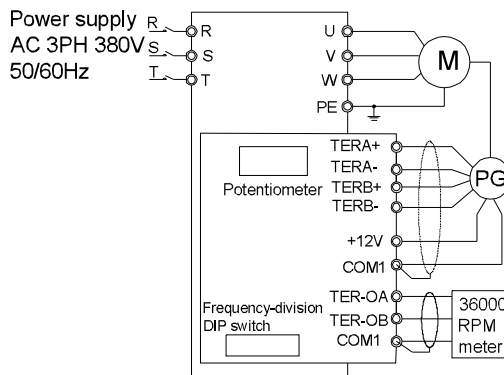 Power supply
AC 3PH 380V
50/60Hz
R
S
T
R
S
T
U
V
W
PE
M
TERA+
TERA-
TERB+
TERB-
+12V
COM1
PG
Potentiometer
TER-OA
TER-OB
COM1
Frequency-division
DIP switch
36000
RPM
meter